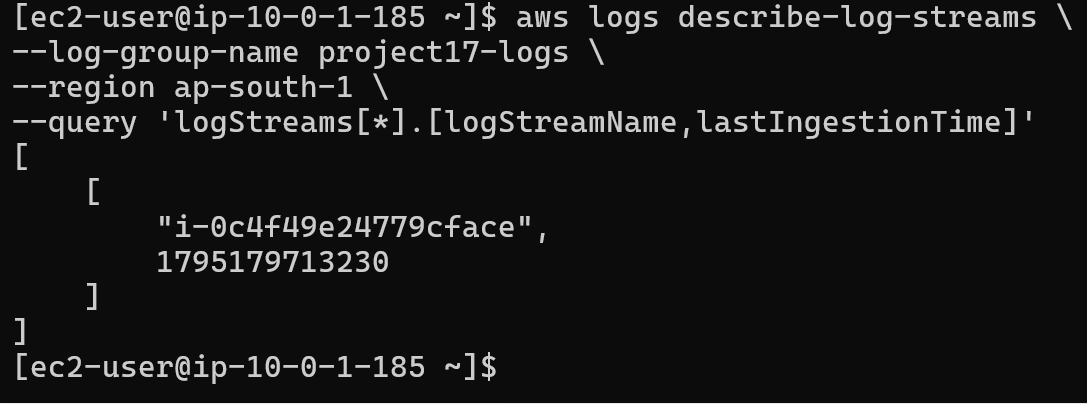 [ec2-user@ip-10-0-1-185 ~]$ aws logs describe-log-streams \
--log-group-name project17-logs \
--region ap-south-1 \
--query 'logStreams[*].[logStreamName,lastIngestionTime]'
[
    [
        "i-0c4f49e24779cface",
        1795179713230
    ]
]
[ec2-user@ip-10-0-1-185 ~]$